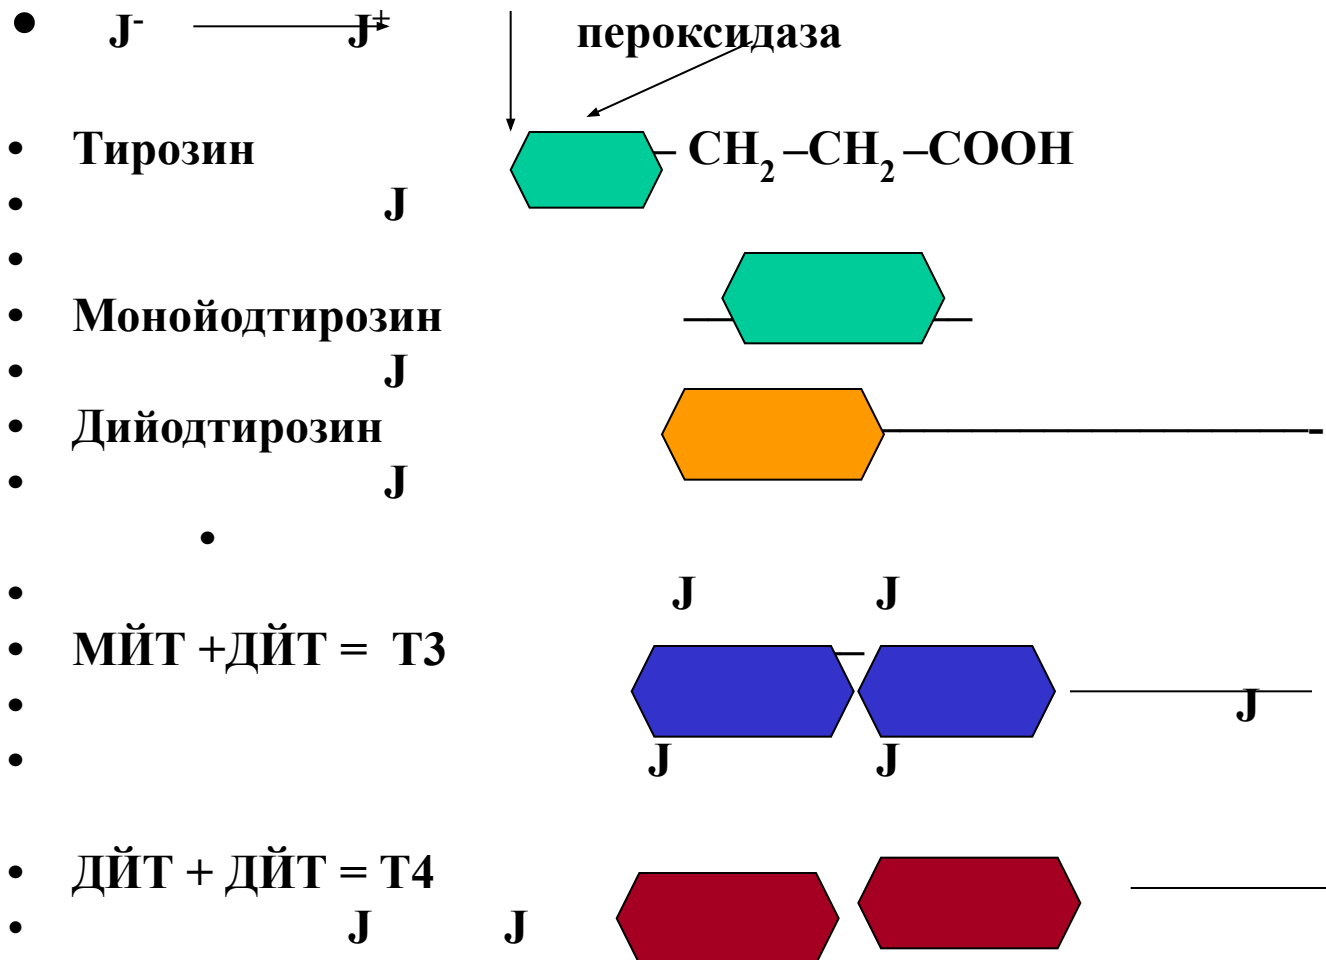 • J⁻ J⁺ пероксидаза
• Тирозин – CH₂ –CH₂ –COOH
• J
•
• Монойодтирозин
• J
• Дийодтирозин
• J
•
• J J
• МЙТ +ДЙТ = Т3
• J
• J J
• ДЙТ + ДЙТ = Т4
• J J